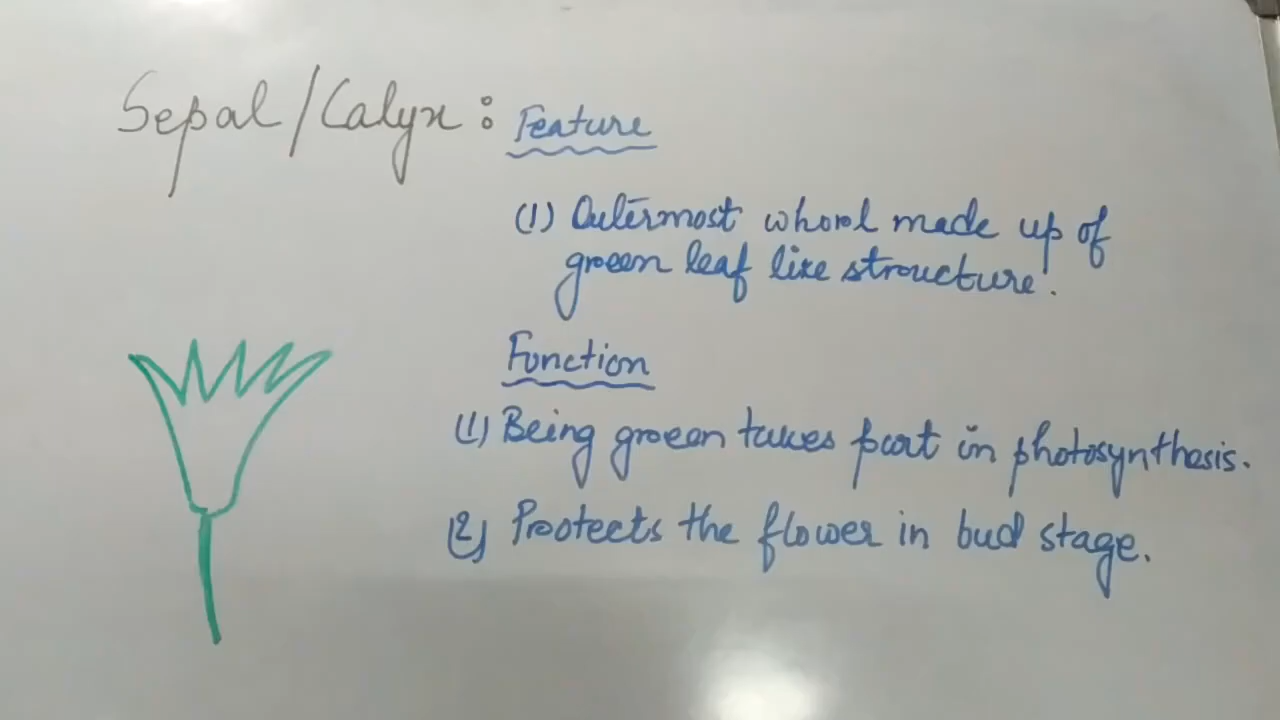 Sepal/Calyx : Feature
(1) Outermost whorl made up of
green leaf like structure.
Function
(1) Being green takes part in photosynthesis.
(2) Protects the flower in bud stage.